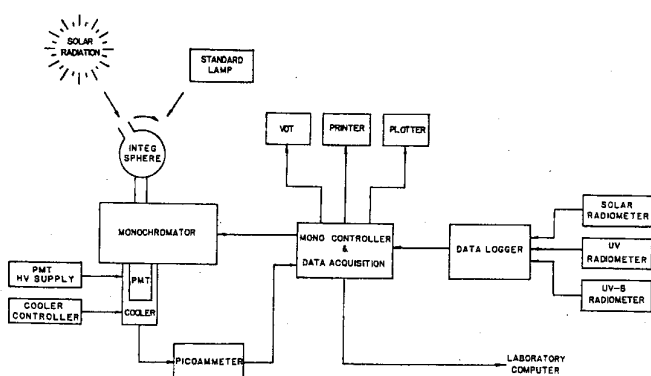 SOLAR
RADIATION
STANDARD
LAMP
INTEG
SPHERE
VDT
PRINTER
PLOTTER
MONOCHROMATOR
MONO CONTROLLER
&
DATA ACQUISITION
DATA LOGGER
SOLAR
RADIOMETER
UV
RADIOMETER
UV-B
RADIOMETER
PMT
HV SUPPLY
PMT
COOLER
CONTROLLER
COOLER
PICOAMMETER
LABORATORY
COMPUTER